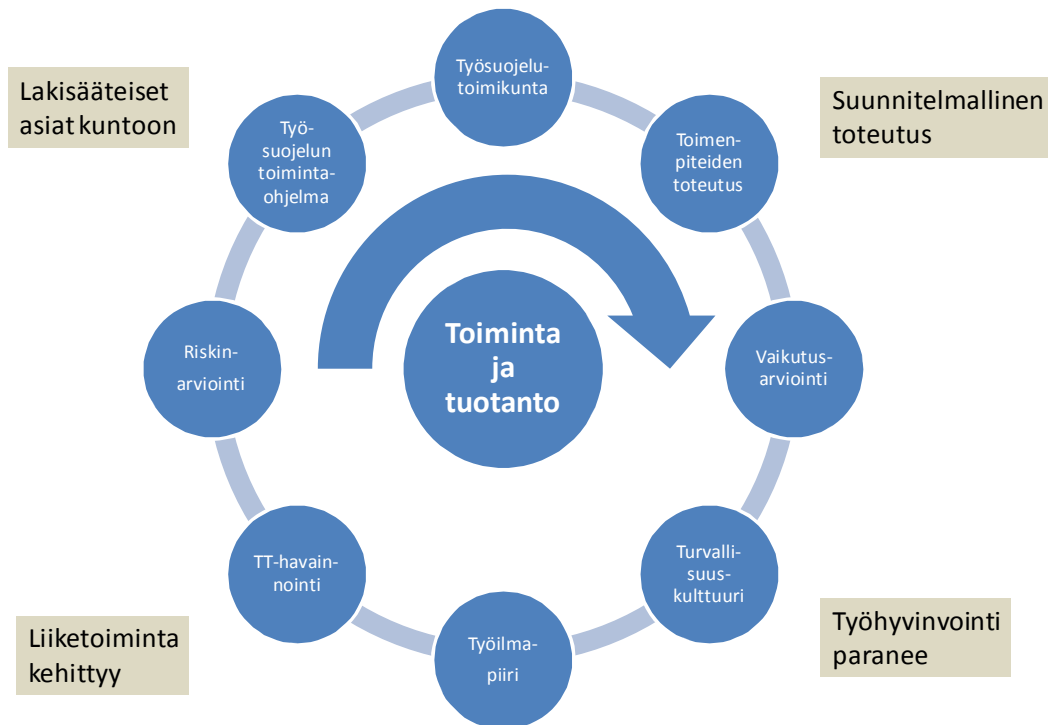 Työsuojelu-
toimikunta
Lakisääteiset
asiat kuntoon
Suunnitelmallinen
toteutus
Työ-
suojelun
toiminta-
ohjelma
Toimen-
piteiden
toteutus
Riskin-
arviointi
Toiminta
ja
tuotanto
Vaikutus-
arviointi
TT-havain-
nointi
Turvalli-
suus-
kulttuuri
Liiketoiminta
kehittyy
Työilma-
piiri
Työhyvinvointi
paranee